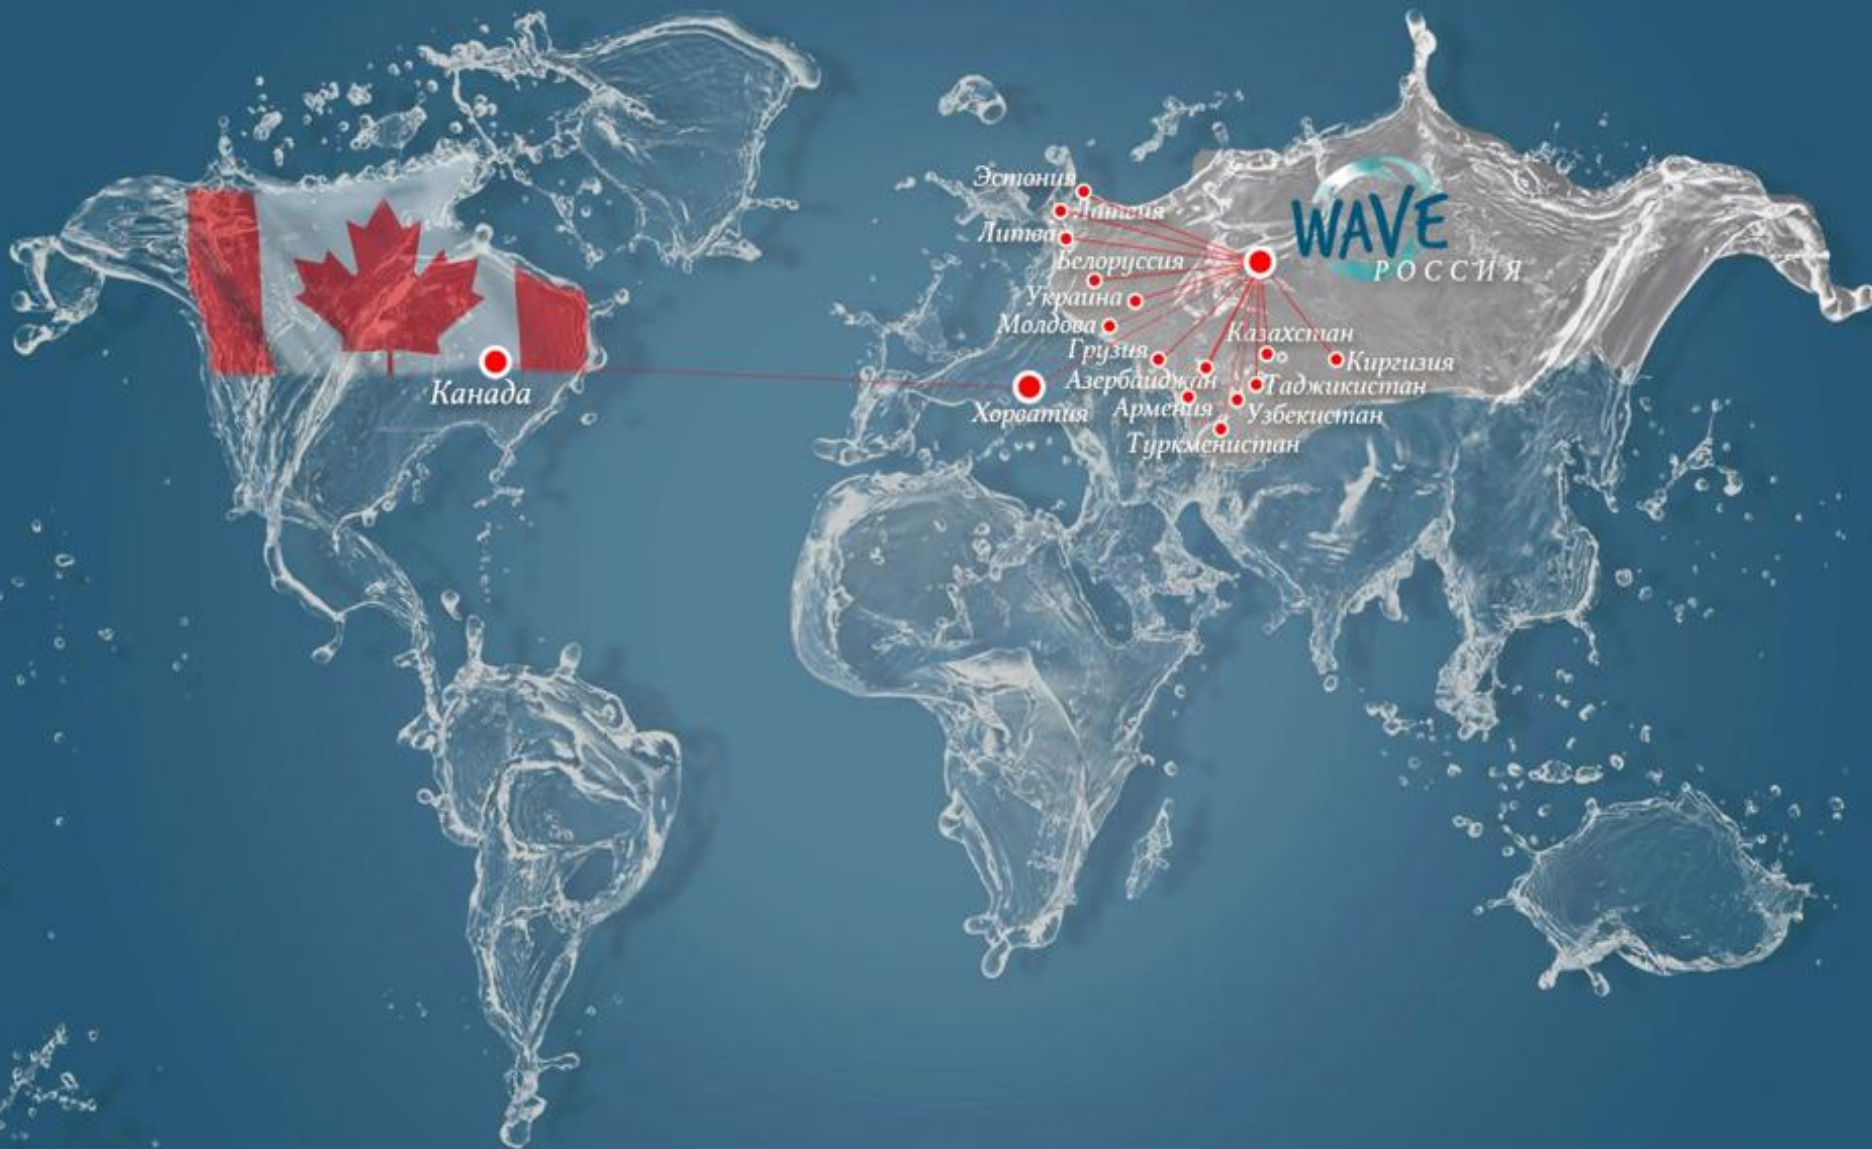 Эстония
Латвия
Литва
WAVE
РОССИЯ
Белоруссия
Украина
Молдова
Казахстан
Грузия
Киргизия
Азербайджан
Таджикистан
Канада
Хорватия
Армения
Узбекистан
Туркменистан